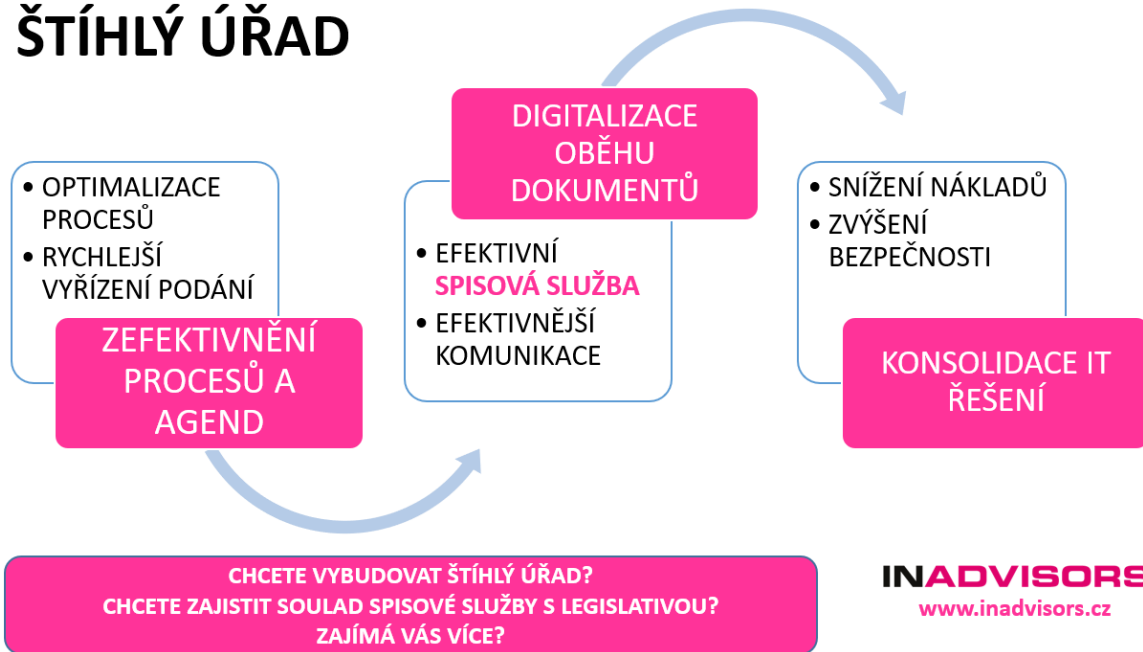 ŠTÍHLÝ ÚŘAD
• OPTIMALIZACE
PROCESŮ
• RYCHLEJŠÍ
VYŘÍZENÍ PODÁNÍ
ZEFEKTIVNĚNÍ
PROCESŮ A
AGEND
DIGITALIZACE
OBĚHU
DOKUMENTŮ
• EFEKTIVNÍ
SPISOVÁ SLUŽBA
• EFEKTIVNĚJŠÍ
KOMUNIKACE
• SNÍŽENÍ NÁKLADŮ
• ZVÝŠENÍ
BEZPEČNOSTI
KONSOLIDACE IT
ŘEŠENÍ
CHCETE VYBUDOVAT ŠTÍHLÝ ÚŘAD?
CHCETE ZAJISTIT SOULAD SPISOVÉ SLUŽBY S LEGISLATIVOU?
ZAJÍMÁ VÁS VÍCE?
INADVISORS
www.inadvisors.cz